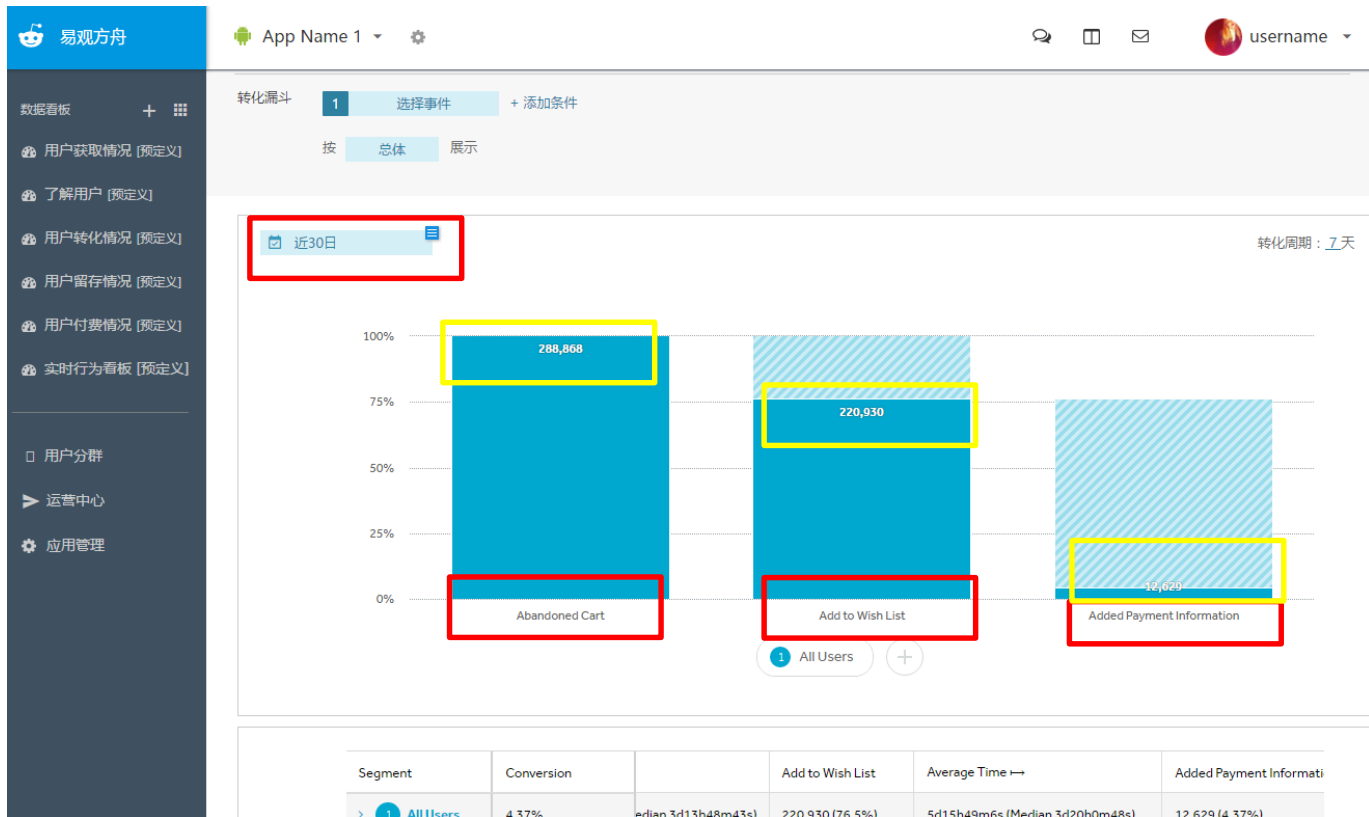 易观方舟
App Name 1
username
数据看板
用户获取情况 [预定义]
了解用户 [预定义]
用户转化情况 [预定义]
用户留存情况 [预定义]
用户付费情况 [预定义]
实时行为看板 [预定义]
用户分群
运营中心
应用管理
转化漏斗 1 选择事件 + 添加条件
按 总体 展示
近30日
转化周期：7天
100%
288,868
75%
220,930
50%
25%
12,629
0%
Abandoned Cart Add to Wish List Added Payment Information
1 All Users
Segment Conversion Add to Wish List Average Time Added Payment Informati
1 All Users 4.37% edian 3d13h48m43s) 220,930 (76.5%) 5d15h49m6s (Median 3d20h0m48s) 12,629 (4.37%)